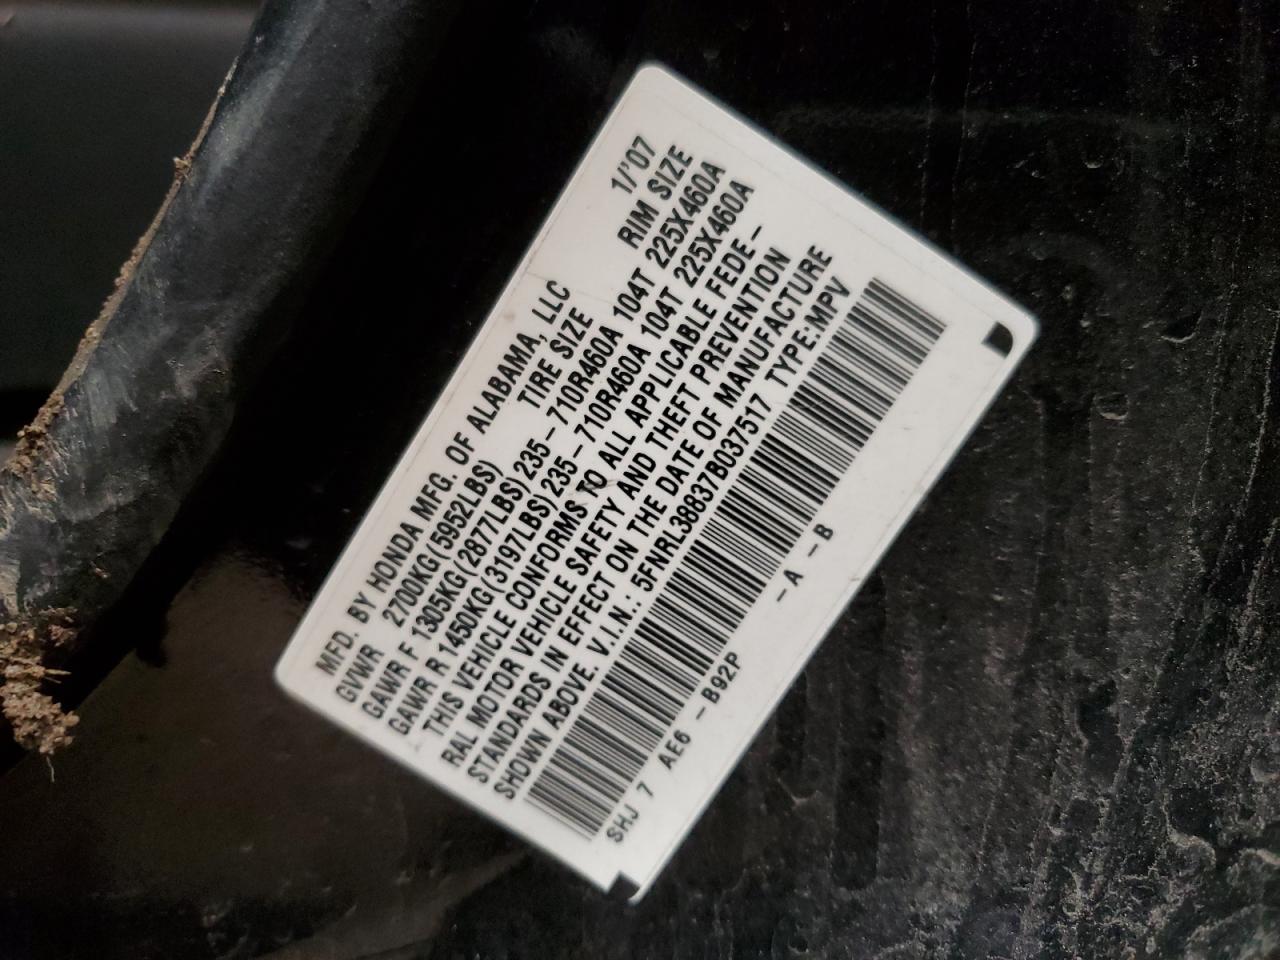 MFD. BY HONDA MFG. OF ALABAMA, LLC 1/'07
GVWR 2700KG(5952LBS) TIRE SIZE RIM SIZE
GAWR F 1305KG(2877LBS) 235-710R460A 104T 225X460A
GAWR R 1450KG(3197LBS) 235-710R460A 104T 225X460A
THIS VEHICLE CONFORMS TO ALL APPLICABLE FEDE-
RAL MOTOR VEHICLE SAFETY AND THEFT PREVENTION
STANDARDS IN EFFECT ON THE DATE OF MANUFACTURE
SHOWN ABOVE. V.I.N.: 5FNRL38837B037517 TYPE:MPV
SHJ 7 AE6 -B92P -A -B